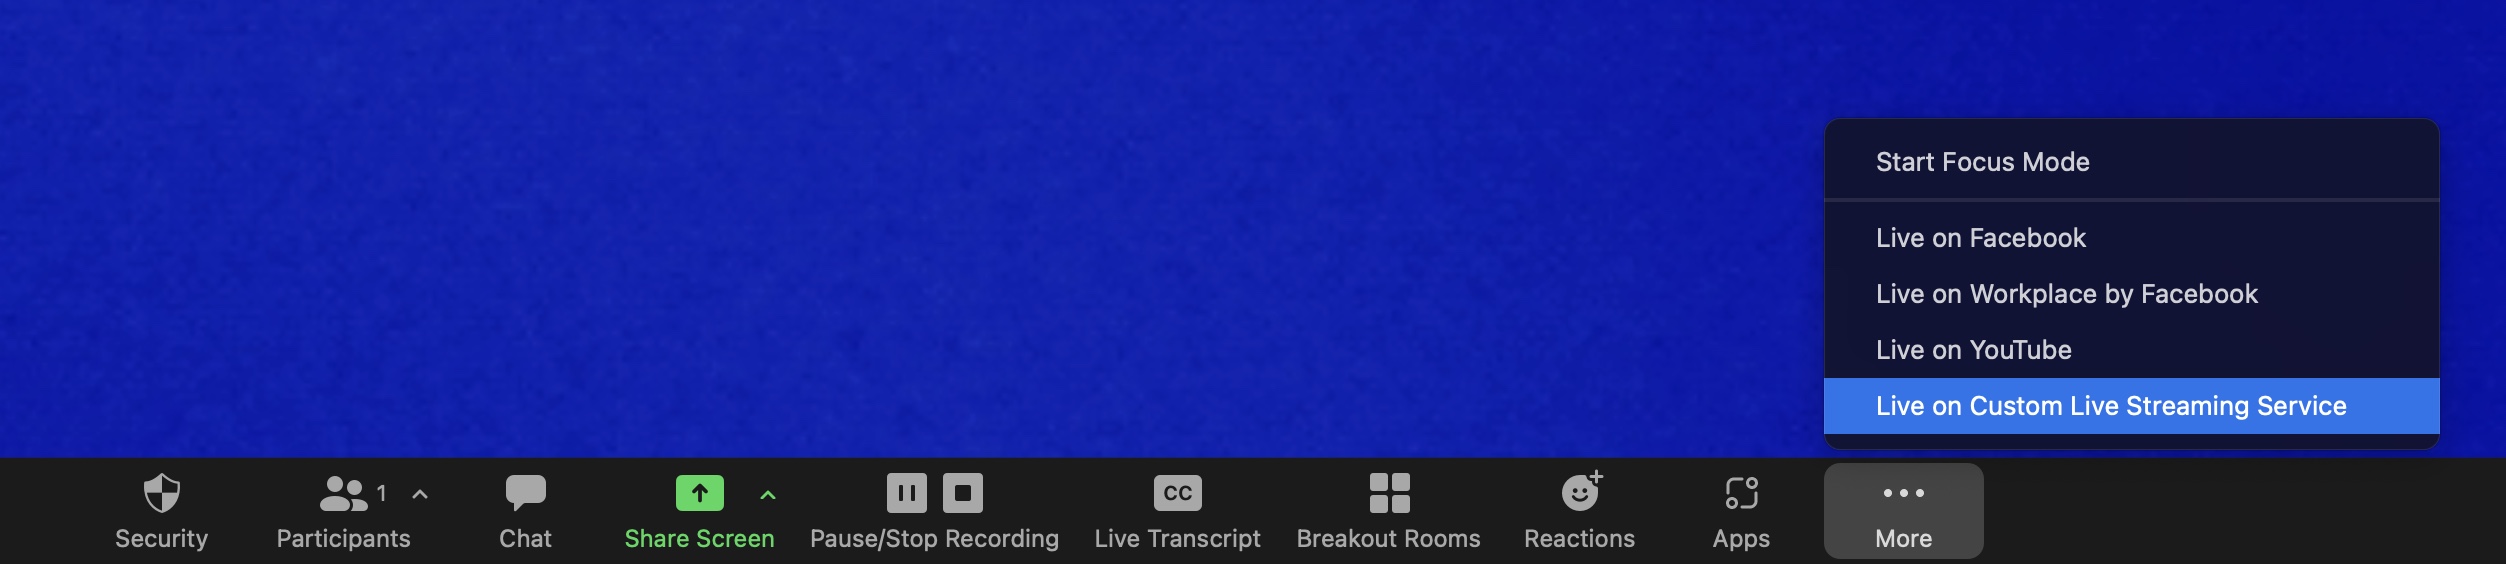 Start Focus Mode
Live on Facebook
Live on Workplace by Facebook
Live on YouTube
Live on Custom Live Streaming Service
1
CC
Security
Participants
Chat
Share Screen
Pause/Stop Recording
Live Transcript
Breakout Rooms
Reactions
Apps
More